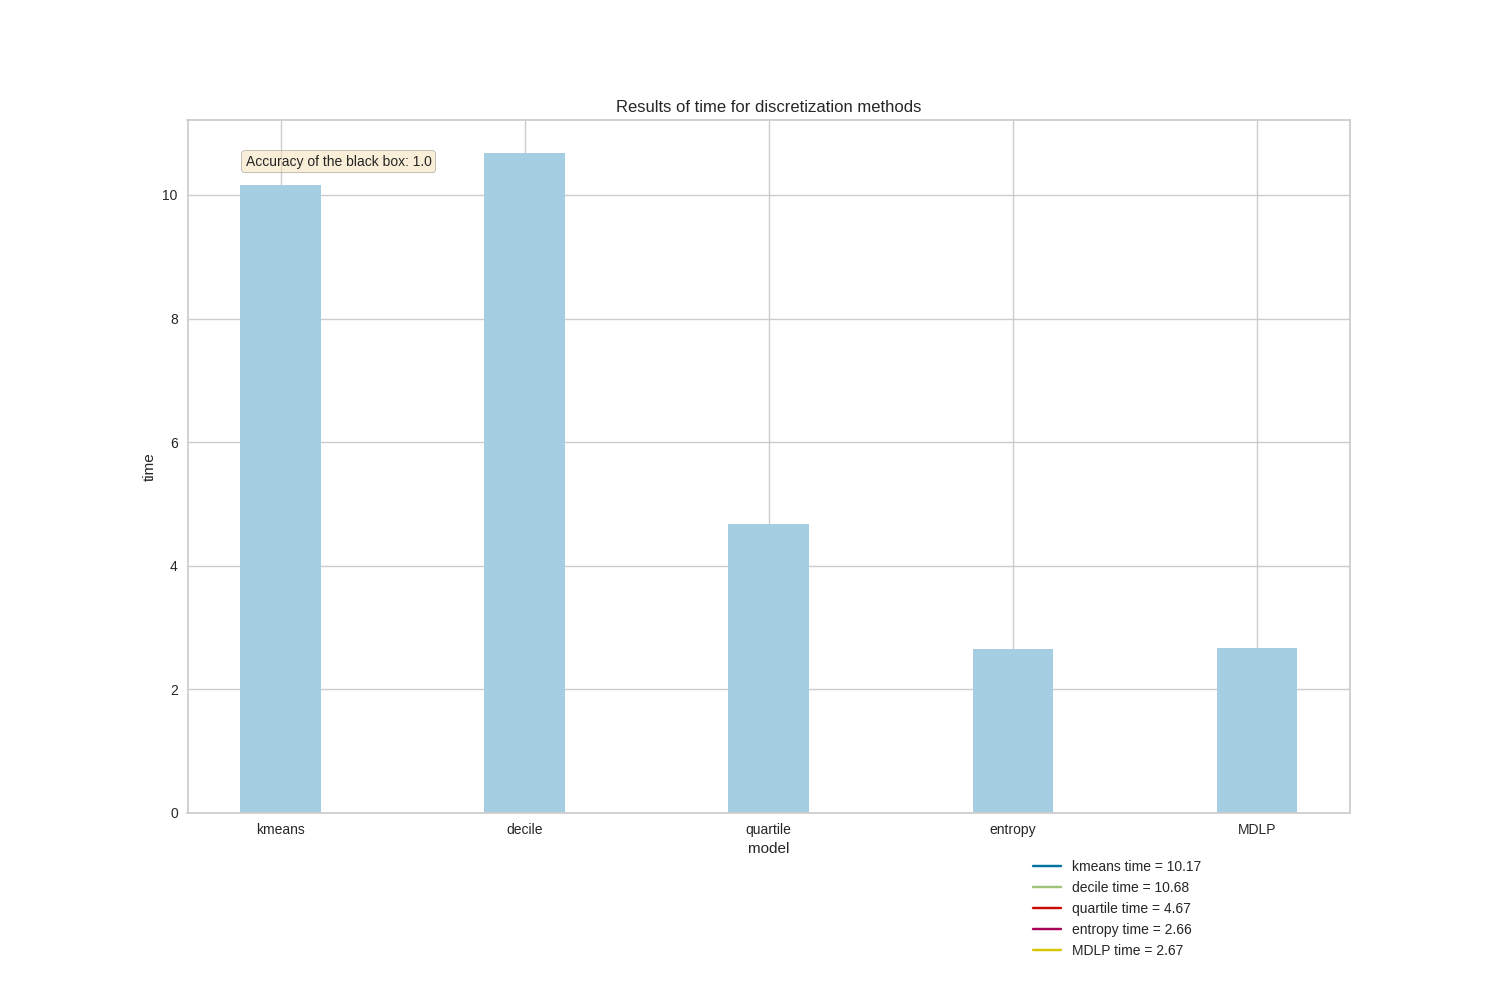 Results of time for discretization methods
Accuracy of the black box: 1.0
10
8
6
4
2
0
time
kmeans decile quartile entropy MDLP
model
kmeans time = 10.17
decile time = 10.68
quartile time = 4.67
entropy time = 2.66
MDLP time = 2.67